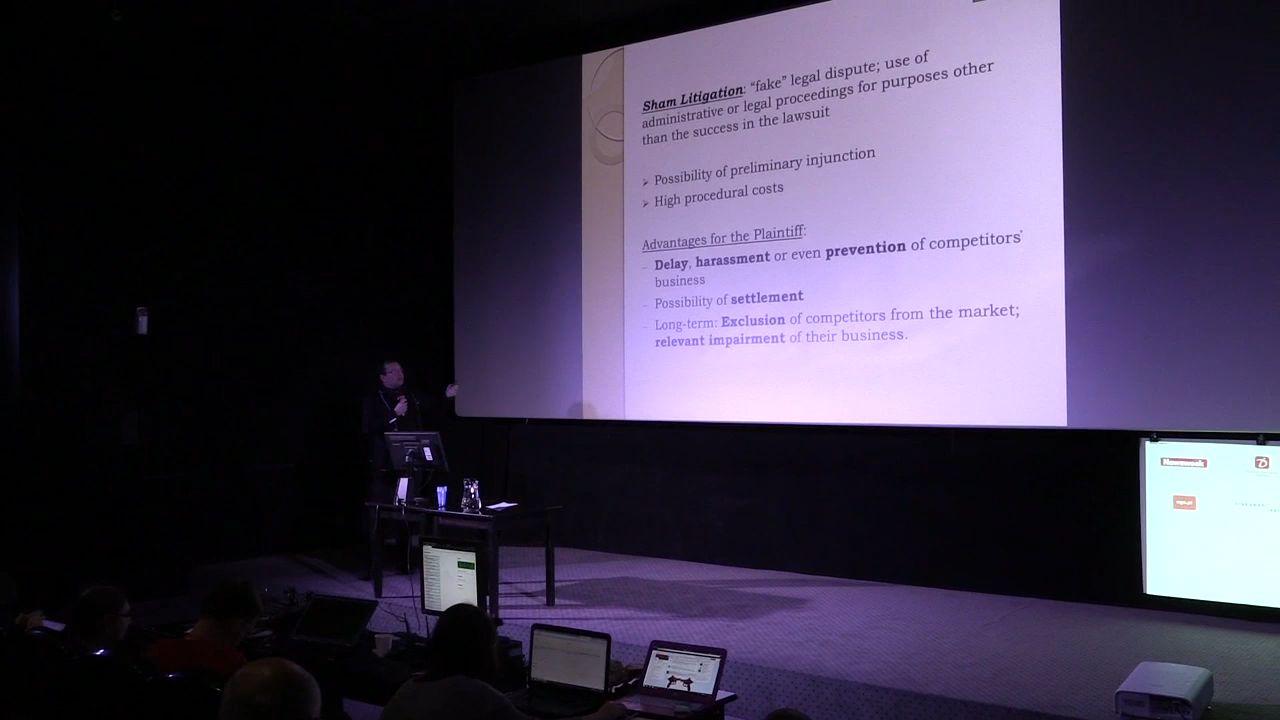 Sham Litigation: “fake” legal dispute; use of
administrative or legal proceedings for purposes other
than the success in the lawsuit
➢ Possibility of preliminary injunction
➢ High procedural costs
Advantages for the Plaintiff:
– Delay, harassment or even prevention of competitors’
business
– Possibility of settlement
– Long-term: Exclusion of competitors from the market;
relevant impairment of their business.
Newsweek